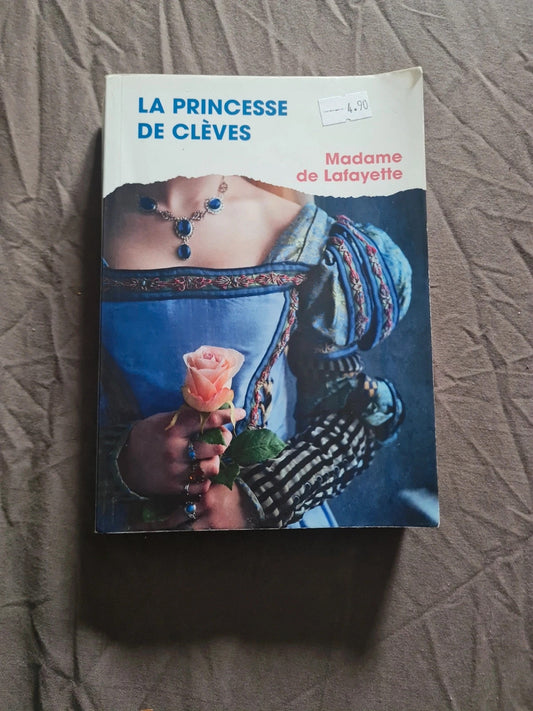 LA PRINCESSE
DE CLÈVES
4.90
Madame
de Lafayette